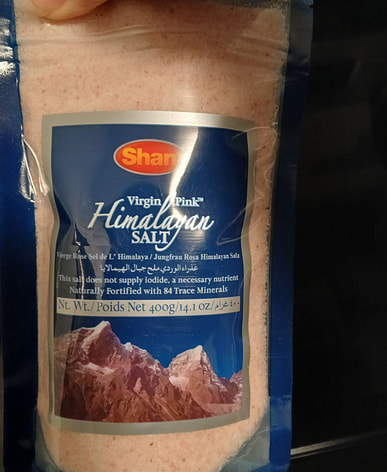 Shan
Virgin Pink™
Himalayan
SALT
Vierge Rose Sel de L' Himalaya / Jungfrau Rosa Himalayan Salz
عذراء الوردي ملح جبال الهيمالايا
This salt does not supply iodide, a necessary nutrient
Naturally Fortified with 84 Trace Minerals
Nt. Wt./ Poids Net 400g/14.1 oz/ ٤٠٠ غرام